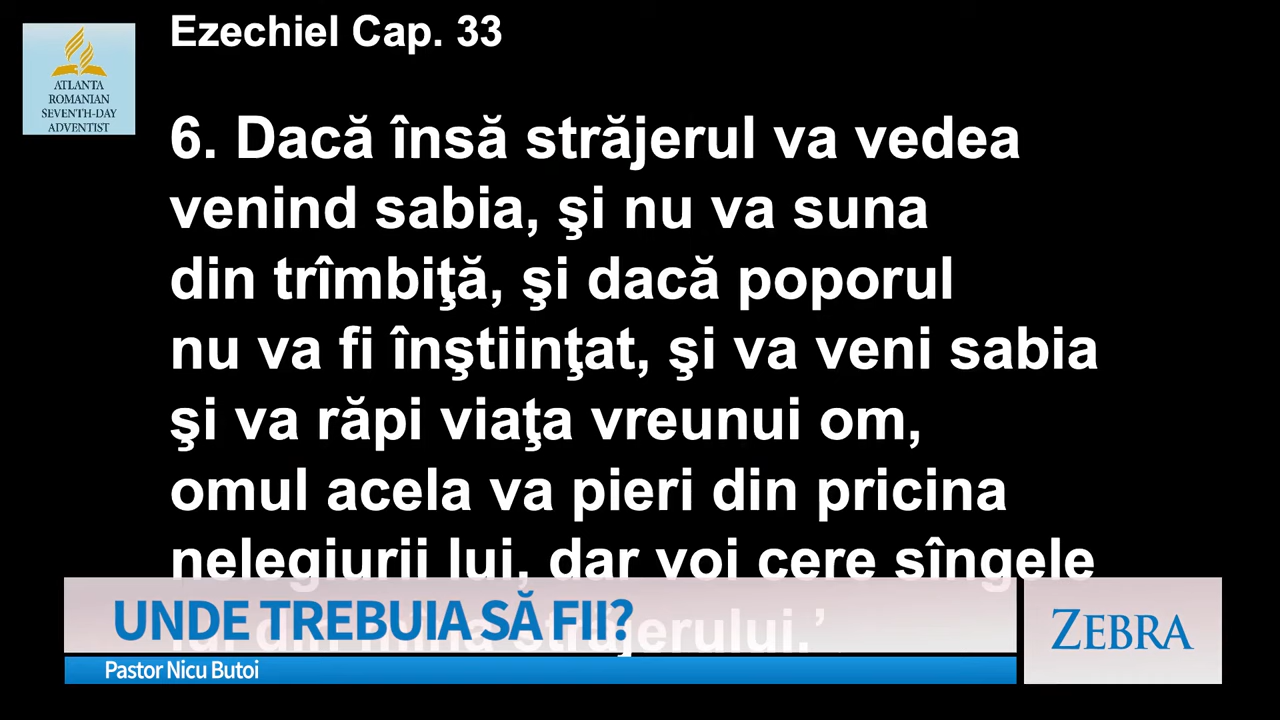 Ezechiel Cap. 33
ATLANTA
ROMANIAN
SEVENTH-DAY
ADVENTIST
6. Dacă însă străjerul va vedea
venind sabia, şi nu va suna
din trîmbiţă, şi dacă poporul
nu va fi înştiinţat, şi va veni sabia
şi va răpi viaţa vreunui om,
omul acela va pieri din pricina
nelegiurii lui, dar voi cere sîngele
străjerului.’
UNDE TREBUIA SĂ FII?
Pastor Nicu Butoi
ZEBRA